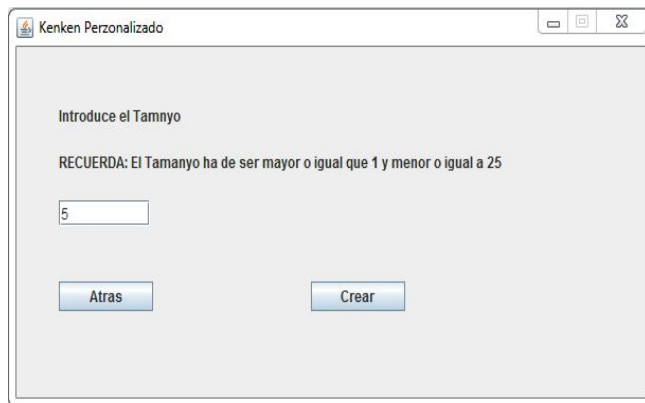 Kenken Perzonalizado
Introduce el Tamnyo
RECUERDA: El Tamanyo ha de ser mayor o igual que 1 y menor o igual a 25
5
Atras
Crear